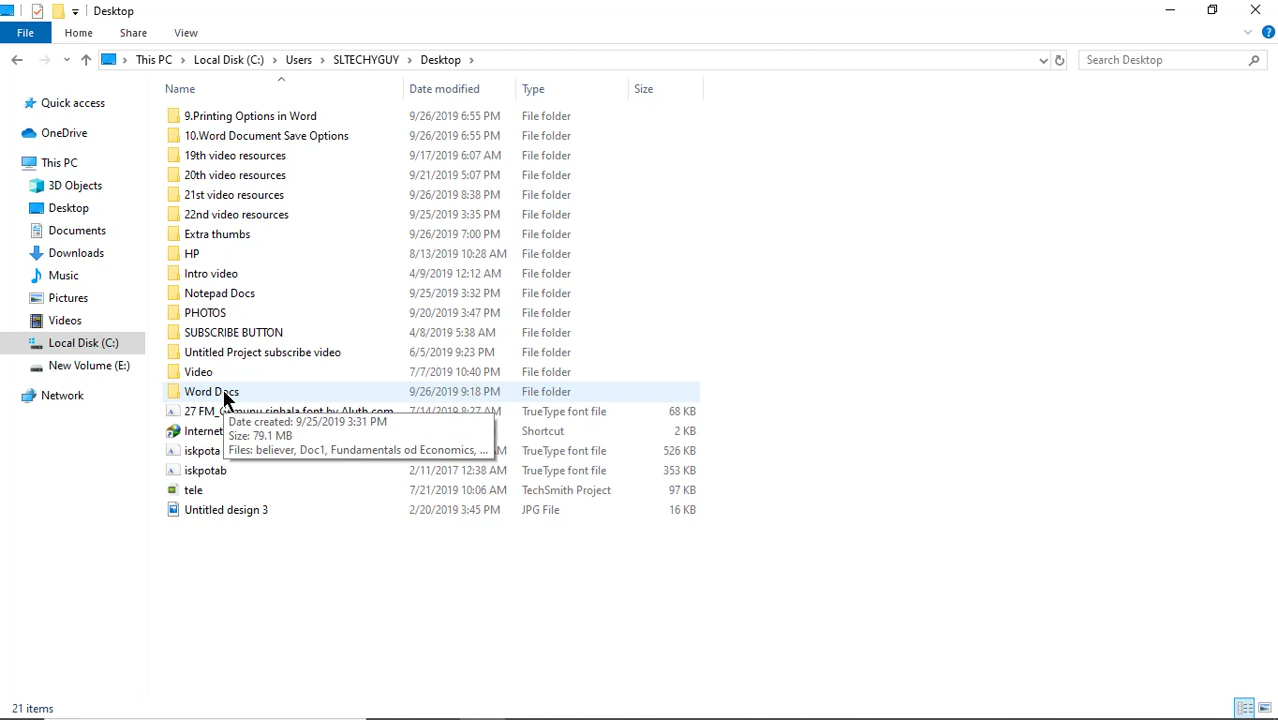 Desktop
File Home Share View
This PC Local Disk (C:) Users SLTECHYGUY Desktop Search Desktop
Name Date modified Type Size
Quick access
OneDrive
This PC
3D Objects
Desktop
Documents
Downloads
Music
Pictures
Videos
Local Disk (C:)
New Volume (E:)
Network
9.Printing Options in Word 9/26/2019 6:55 PM File folder
10.Word Document Save Options 9/26/2019 6:55 PM File folder
19th video resources 9/17/2019 6:07 AM File folder
20th video resources 9/21/2019 5:07 PM File folder
21st video resources 9/26/2019 8:38 PM File folder
22nd video resources 9/25/2019 3:35 PM File folder
Extra thumbs 9/26/2019 7:00 PM File folder
HP 8/13/2019 10:28 AM File folder
Intro video 4/9/2019 12:12 AM File folder
Notepad Docs 9/25/2019 3:32 PM File folder
PHOTOS 9/20/2019 3:47 PM File folder
SUBSCRIBE BUTTON 4/8/2019 5:38 AM File folder
Untitled Project subscribe video 6/5/2019 9:23 PM File folder
Video 7/7/2019 10:40 PM File folder
Word Docs 9/26/2019 9:18 PM File folder
27 sinhala font by Aluth.com 7/14/2019 8:27 AM TrueType font file 68 KB
Date created: 9/25/2019 3:31 PM
Size: 79.1 MB
Files: believer, Doc1, Fundamentals od Economics, ...
Internet Shortcut 2 KB
iskpota TrueType font file 526 KB
iskpotab 2/11/2017 12:38 AM TrueType font file 353 KB
tele 7/21/2019 10:06 AM TechSmith Project 97 KB
Untitled design 3 2/20/2019 3:45 PM JPG File 16 KB
21 items